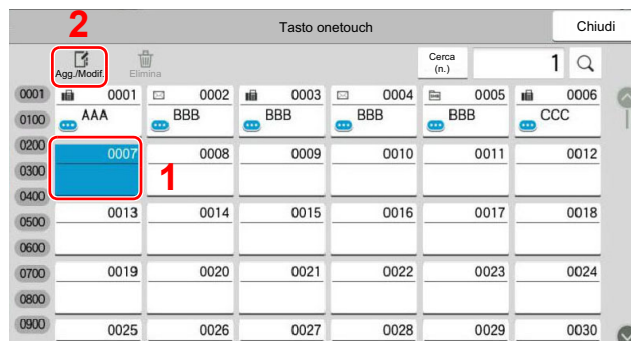 2
Tasto onetouch
Chiudi
Agg./Modif.
Elimina
Cerca
(n.)
1
0001
0100
0200
0300
0400
0500
0600
0700
0800
0900
0001 0002 0003 0004 0005 0006
AAA BBB BBB BBB BBB CCC
0007 0008 0009 0010 0011 0012
1
0013 0014 0015 0016 0017 0018
0019 0020 0021 0022 0023 0024
0025 0026 0027 0028 0029 0030